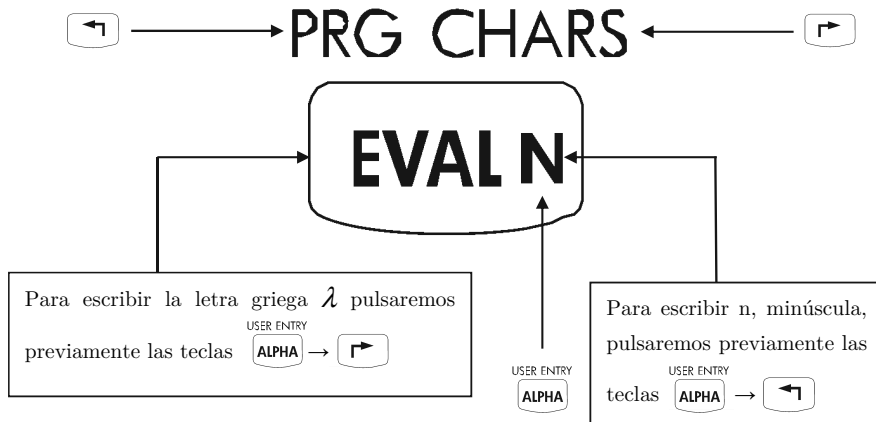 PRG CHARS
EVAL N
Para escribir la letra griega λ pulsaremos
USER ENTRY
previamente las teclas ALPHA →
USER ENTRY
ALPHA
Para escribir n, minúscula,
pulsaremos previamente las
USER ENTRY
teclas ALPHA →